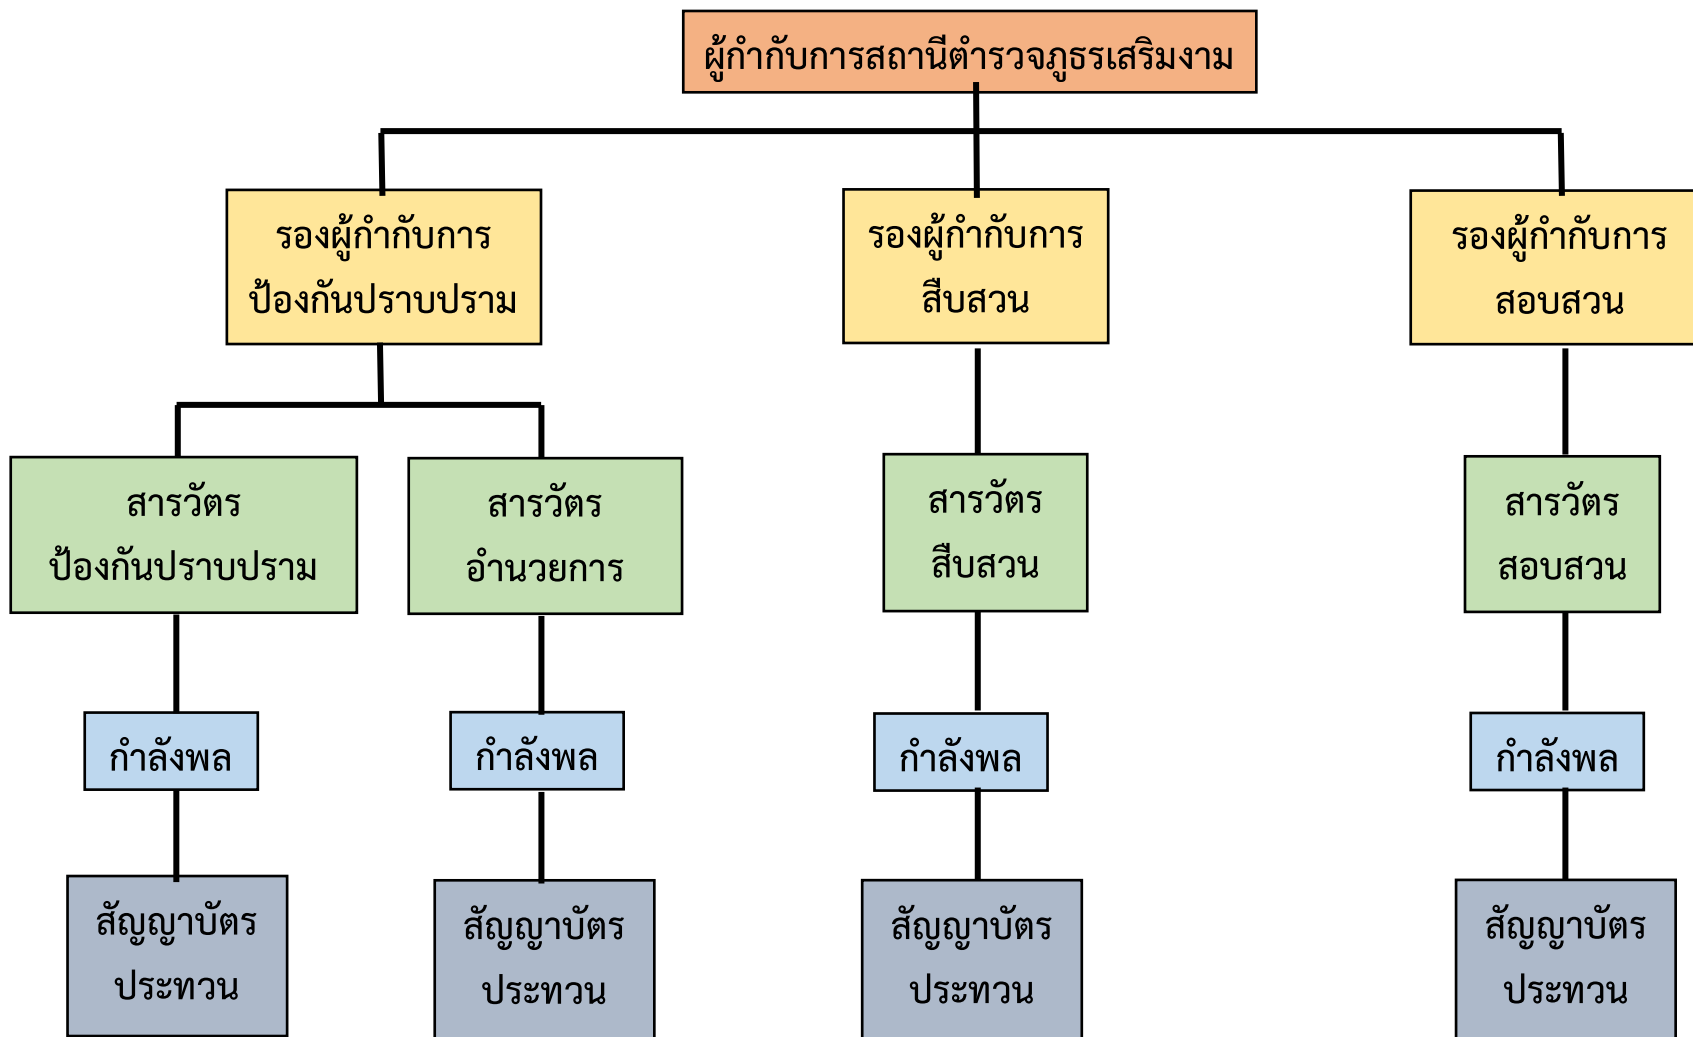 ผู้กำกับการสถานีตำรวจภูธรเสริมงาม
รองผู้กำกับการ
ป้องกันปราบปราม
รองผู้กำกับการ
สืบสวน
รองผู้กำกับการ
สอบสวน
สารวัตร
ป้องกันปราบปราม
สารวัตร
อำนวยการ
สารวัตร
สืบสวน
สารวัตร
สอบสวน
กำลังพล
กำลังพล
กำลังพล
กำลังพล
สัญญาบัตร
ประทวน
สัญญาบัตร
ประทวน
สัญญาบัตร
ประทวน
สัญญาบัตร
ประทวน